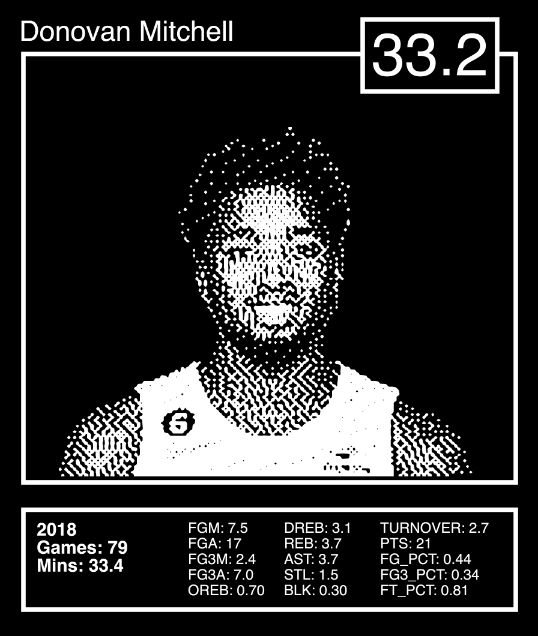 Donovan Mitchell
33.2
6
2018
Games: 79
Mins: 33.4
FGM: 7.5
FGA: 17
FG3M: 2.4
FG3A: 7.0
OREB: 0.70
DREB: 3.1
REB: 3.7
AST: 3.7
STL: 1.5
BLK: 0.30
TURNOVER: 2.7
PTS: 21
FG_PCT: 0.44
FG3_PCT: 0.34
FT_PCT: 0.81